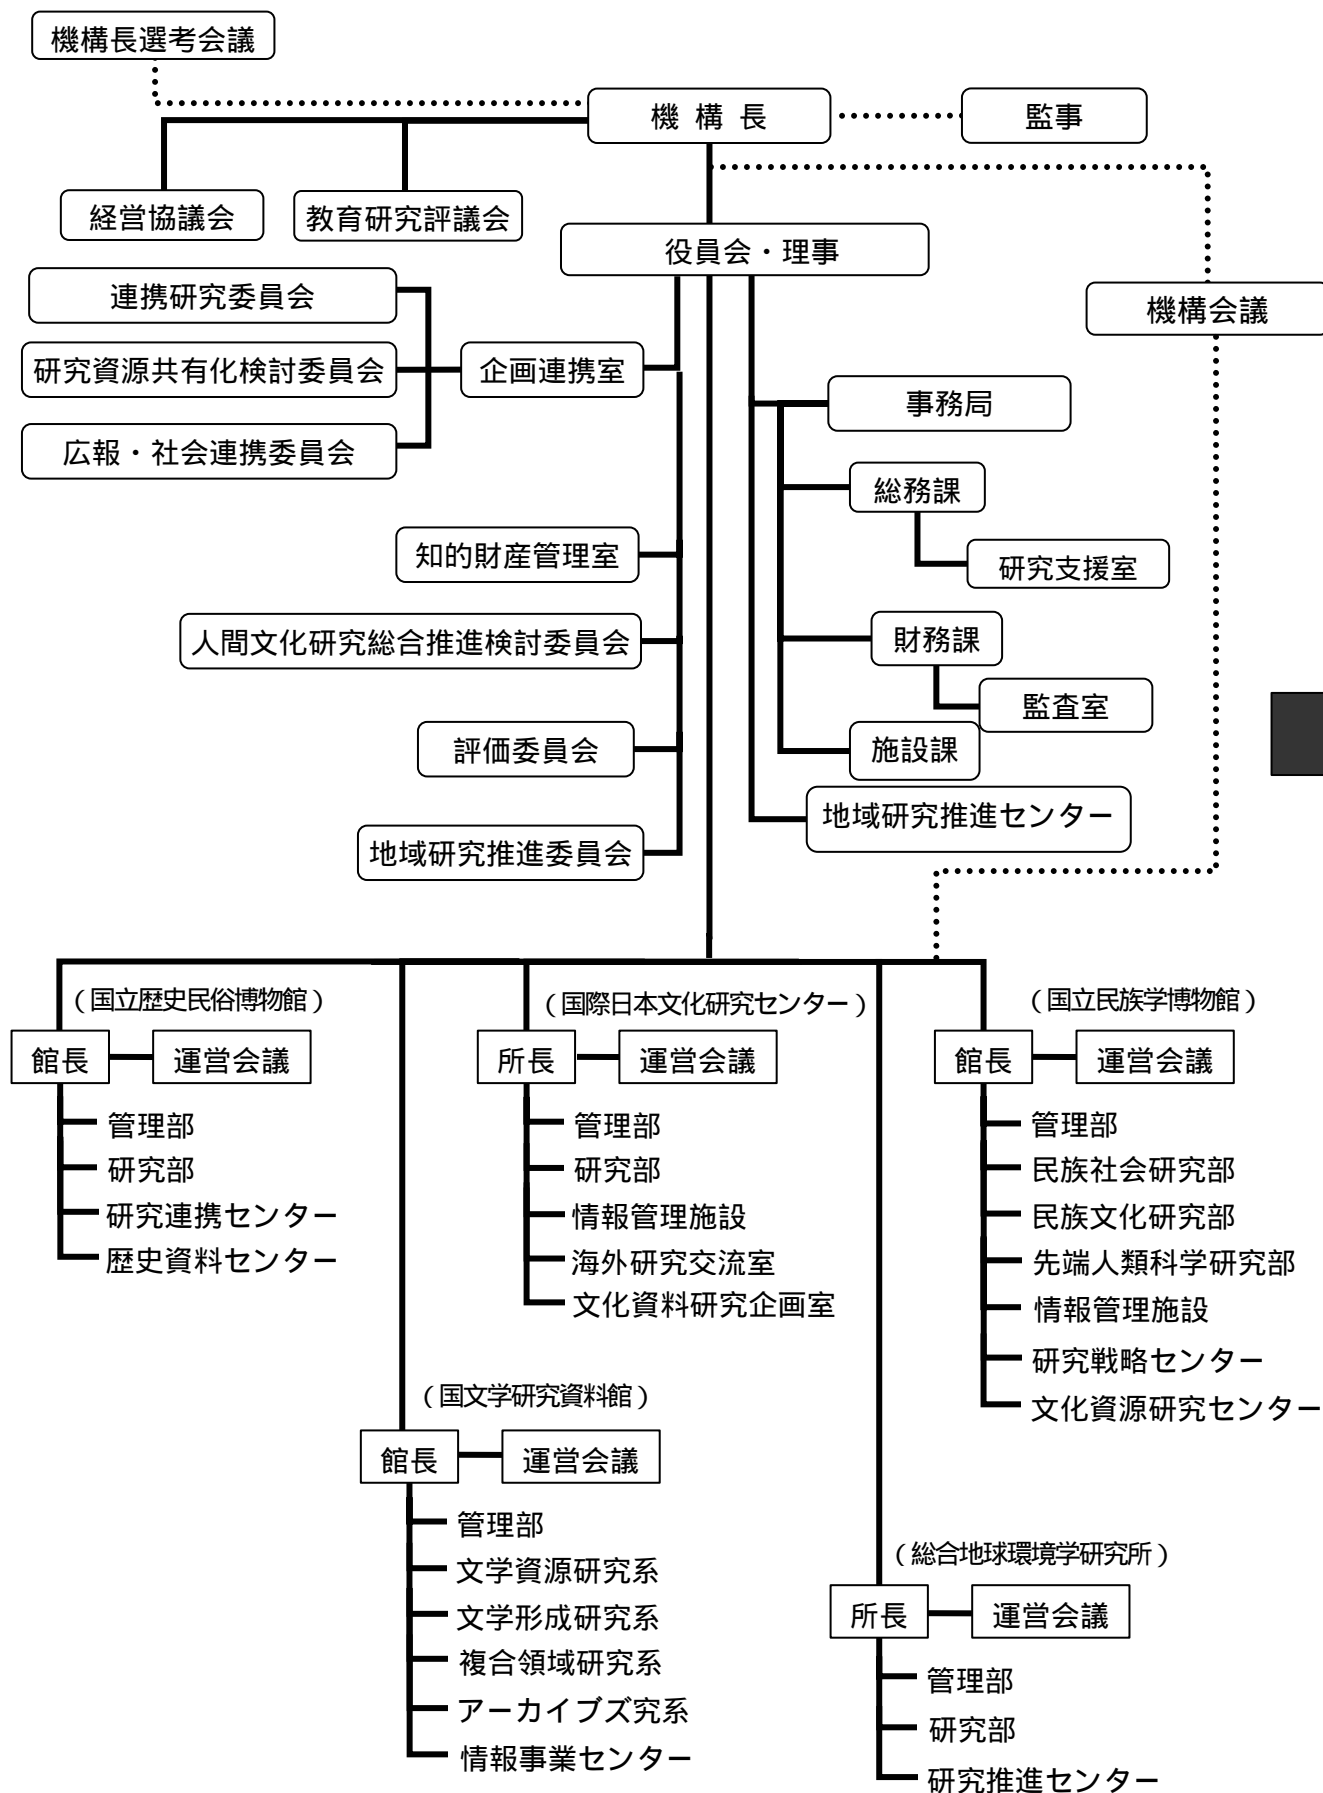 機構長選考会議
機 構 長
監事
経営協議会
教育研究評議会
役員会・理事
機構会議
連携研究委員会
研究資源共有化検討委員会
広報・社会連携委員会
企画連携室
事務局
総務課
研究支援室
知的財産管理室
人間文化研究総合推進検討委員会
財務課
監査室
評価委員会
施設課
地域研究推進センター
地域研究推進委員会
(国立歴史民俗博物館)
館長
運営会議
管理部
研究部
研究連携センター
歴史資料センター
(国際日本文化研究センター)
所長
運営会議
管理部
研究部
情報管理施設
海外研究交流室
文化資料研究企画室
(国立民族学博物館)
館長
運営会議
管理部
民族社会研究部
民族文化研究部
先端人類科学研究部
情報管理施設
研究戦略センター
文化資源研究センター
(国文学研究資料館)
館長
運営会議
管理部
文学資源研究系
文学形成研究系
複合領域研究系
アーカイブズ究系
情報事業センター
(総合地球環境学研究所)
所長
運営会議
管理部
研究部
研究推進センター